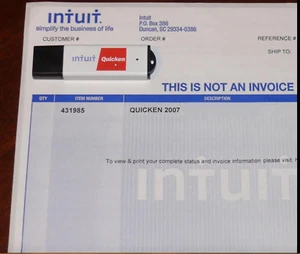 INTUIT.
simplify the business of life
Intuit
P.O. Box 386
Duncan, SC 29334-0386
CUSTOMER #
ORDER #
REFERENCE #
SHIP TO:
INTUIT
Quicken
THIS IS NOT AN INVOICE
QTY
ITEM NUMBER
DESCRIPTION
431985
QUICKEN 2007
To view & print your complete status and invoice information please visit
INTUIT